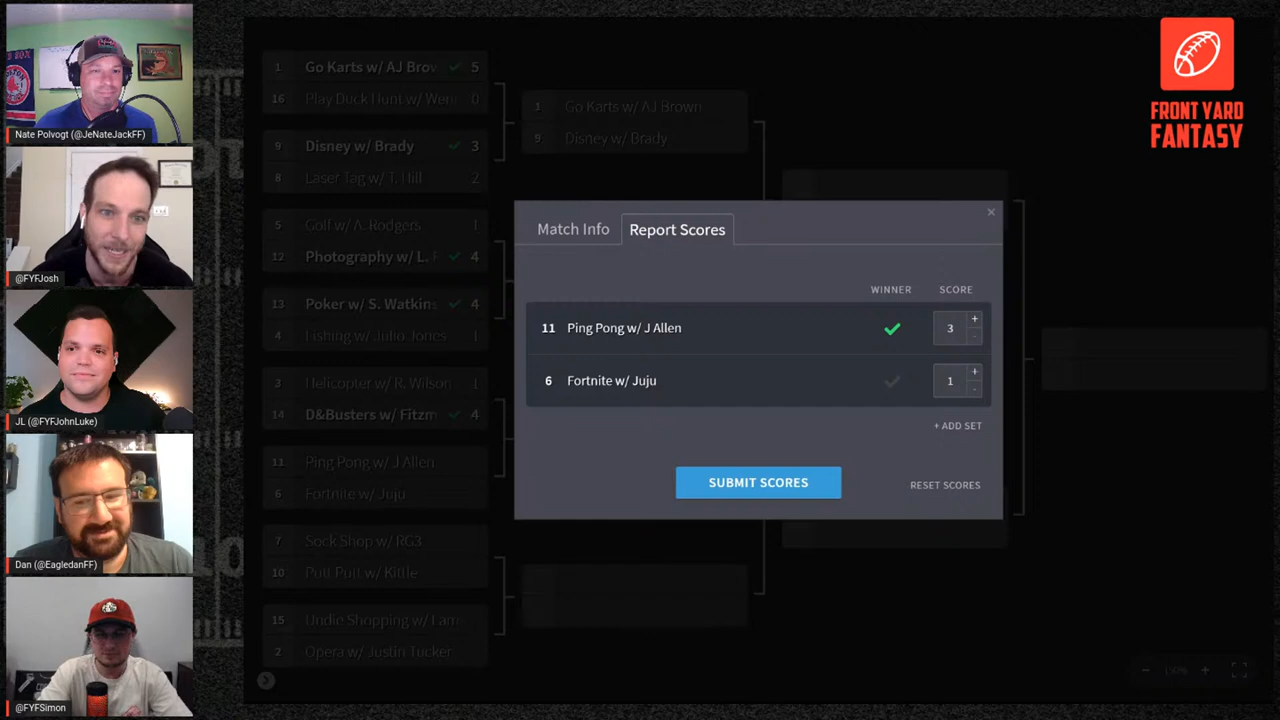 Nate Polvogt (@JeNateJackFF)
@FYFJosh
JL (@FYFJohnLuke)
Dan (@EagledanFF)
@FYFSimon
1 Go Karts w/ AJ Brov 5
16 Play Duck Hunt w/ Wen 0
9 Disney w/ Brady 3
8 Laser Tag w/ T. Hill 2
5 Golf w/ A. Rodgers 1
12 Photography w/ L. 4
13 Poker w/ S. Watkin 4
4 Fishing w/ Julio Jones 1
3 Helicopter w/ R. Wilson 1
14 D&Busters w/ Fitzm 4
11 Ping Pong w/ J Allen
6 Fortnite w/ Juju
7 Sock Shop w/ RG3
10 Putt Putt w/ Kittle
15 Undie Shopping w/ Lam
2 Opera w/ Justin Tucker
1 Go Karts w/ AJ Brown
9 Disney w/ Brady
Match Info Report Scores ×
WINNER SCORE
11 Ping Pong w/ J Allen 3 + -
6 Fortnite w/ Juju 1 + -
+ ADD SET
SUBMIT SCORES
RESET SCORES
FRONT YARD
FANTASY